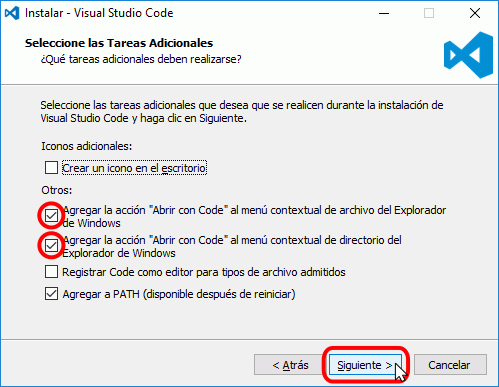 Instalar - Visual Studio Code
Seleccione las Tareas Adicionales
¿Qué tareas adicionales deben realizarse?
Seleccione las tareas adicionales que desea que se realicen durante la instalación de
Visual Studio Code y haga clic en Siguiente.
Iconos adicionales:
Crear un icono en el escritorio
Otros:
Agregar la acción "Abrir con Code" al menú contextual de archivo del Explorador
de Windows
Agregar la acción "Abrir con Code" al menú contextual de directorio del
Explorador de Windows
Registrar Code como editor para tipos de archivo admitidos
Agregar a PATH (disponible después de reiniciar)
< Atrás
Siguiente >
Cancelar